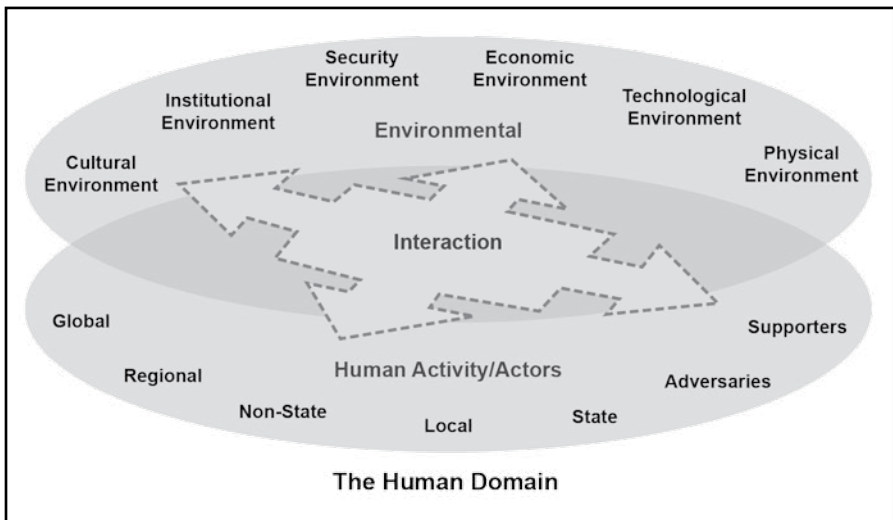 Security
Environment
Economic
Environment
Institutional
Environment
Technological
Environment
Environmental
Cultural
Environment
Physical
Environment
Interaction
Global
Supporters
Regional
Human Activity/Actors
Adversaries
Non-State
Local
State
The Human Domain